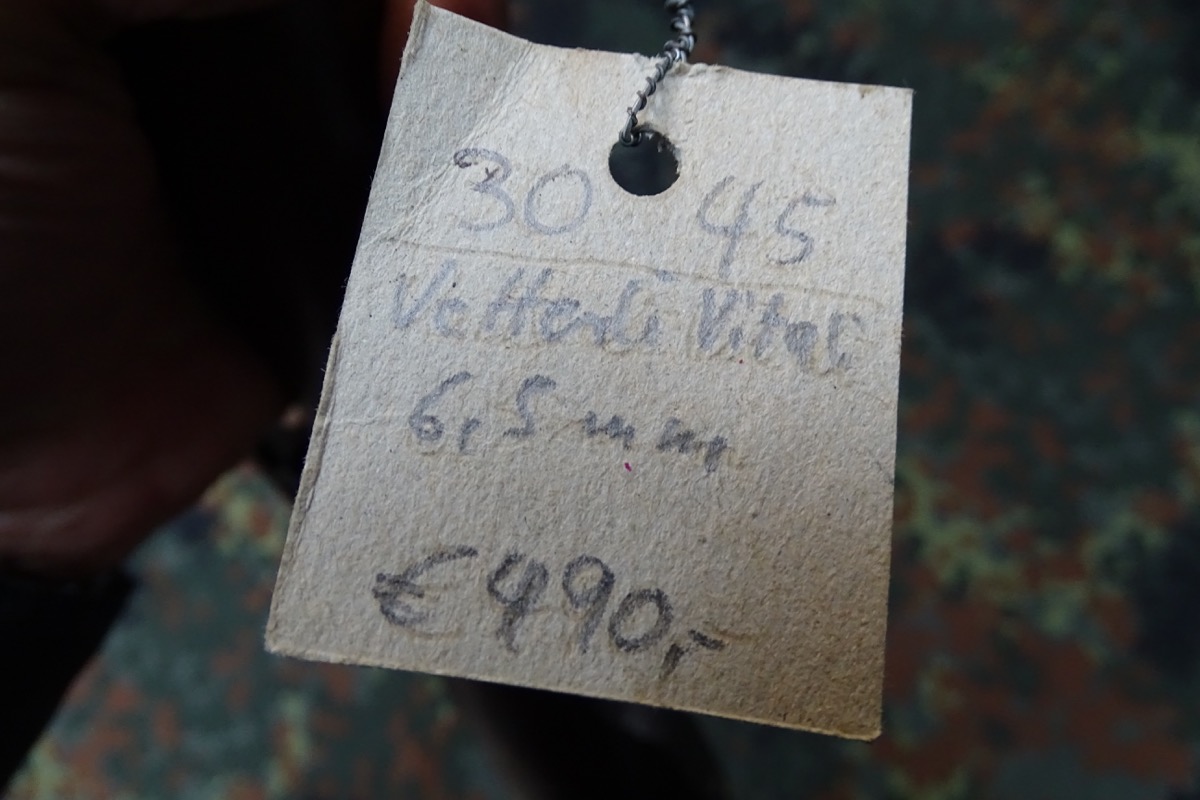 30 45
Vetterli Vitali
6,5 mm
€ 490,-